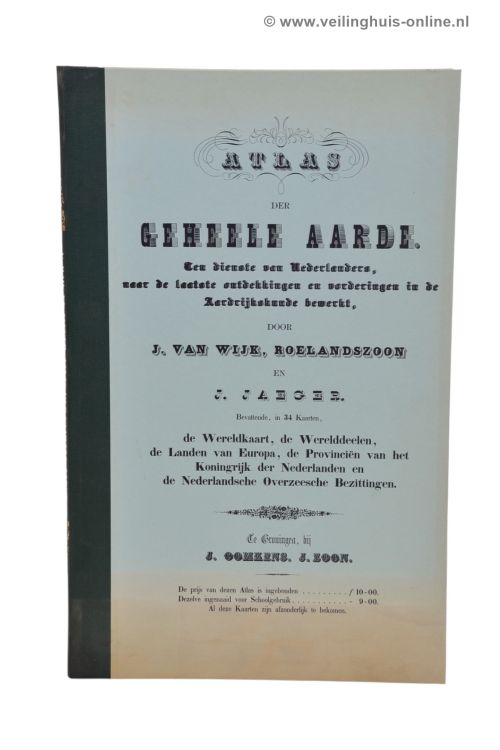 © www.veilinghuis-online.nl
ATLAS
DER
GEHEELE AARDE.
Ten dienste van Nederlanders,
naar de laatste ontdekkingen en vorderingen in de
Aardrijkskunde bewerkt,
DOOR
J. VAN WIJK, ROELANDSZOON
EN
J. JAEGER.
Bevattende, in 34 Kaarten,
de Wereldkaart, de Werelddeelen,
de Landen van Europa, de Provinciën van het
Koningrijk der Nederlanden en
de Nederlandsche Overzeesche Bezittingen.
Te Groningen, bij
J. OOMKENS, J. ZOON.
De prijs van dezen Atlas is ingebonden . . . . . . . . . ƒ 10-00.
Dezelve ingenaaid voor Schoolgebruik . . . . . . . . . . - 9-00.
Al deze Kaarten zijn afzonderlijk te bekomen.